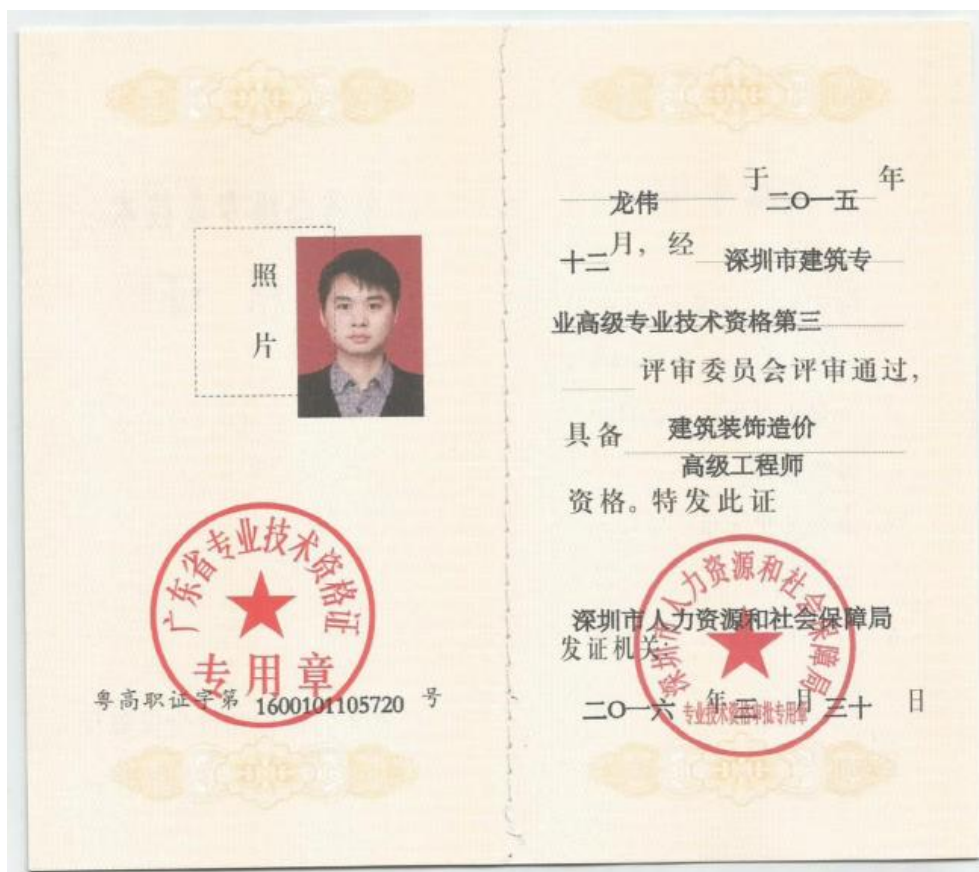 照
片
广东省专业技术资格证
专用章
粤高职证字第 1600101105720 号
龙伟 于 二〇一五 年
十二 月，经 深圳市建筑专
业高级专业技术资格第三
评审委员会评审通过，
具备 建筑装饰造价
高级工程师
资格。特发此证
深圳市人力资源和社会保障局
深圳市人力资源和社会保障局
发证机关：
二〇一六 年 三 月 三十 日
专业技术资格审批专用章